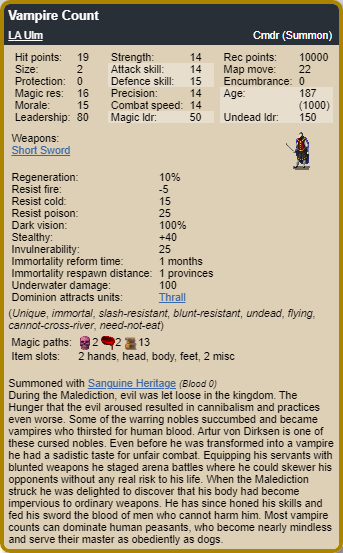 Vampire Count
LA Ulm Cmdr (Summon)
Hit points: 19 Strength: 14 Rec points: 10000
Size: 2 Attack skill: 14 Map move: 22
Protection: 0 Defence skill: 15 Encumbrance: 0
Magic res: 16 Precision: 14 Age: 187
Morale: 15 Combat speed: 14 (1000)
Leadership: 80 Magic ldr: 50 Undead ldr: 150
Weapons:
Short Sword
Regeneration: 10%
Resist fire: -5
Resist cold: 15
Resist poison: 25
Dark vision: 100%
Stealthy: +40
Invulnerability: 25
Immortality reform time: 1 months
Immortality respawn distance: 1 provinces
Underwater damage: 100
Dominion attracts units: Thrall
(Unique, immortal, slash-resistant, blunt-resistant, undead, flying,
cannot-cross-river, need-not-eat)
Magic paths: 2 2 13
Item slots: 2 hands, head, body, feet, 2 misc
Summoned with Sanguine Heritage (Blood 0)
During the Malediction, evil was let loose in the kingdom. The
Hunger that the evil aroused resulted in cannibalism and practices
even worse. Some of the warring nobles succumbed and became
vampires who thirsted for human blood. Artur von Dirksen is one of
these cursed nobles. Even before he was transformed into a vampire
he had a sadistic taste for unfair combat. Equipping his servants with
blunted weapons he staged arena battles where he could skewer his
opponents without any real risk to his life. When the Malediction
struck he was delighted to discover that his body had become
impervious to ordinary weapons. He has since honed his skills and
fed his sword the blood of men who cannot harm him. Most vampire
counts can dominate human peasants, who become nearly mindless
and serve their master as obediently as dogs.